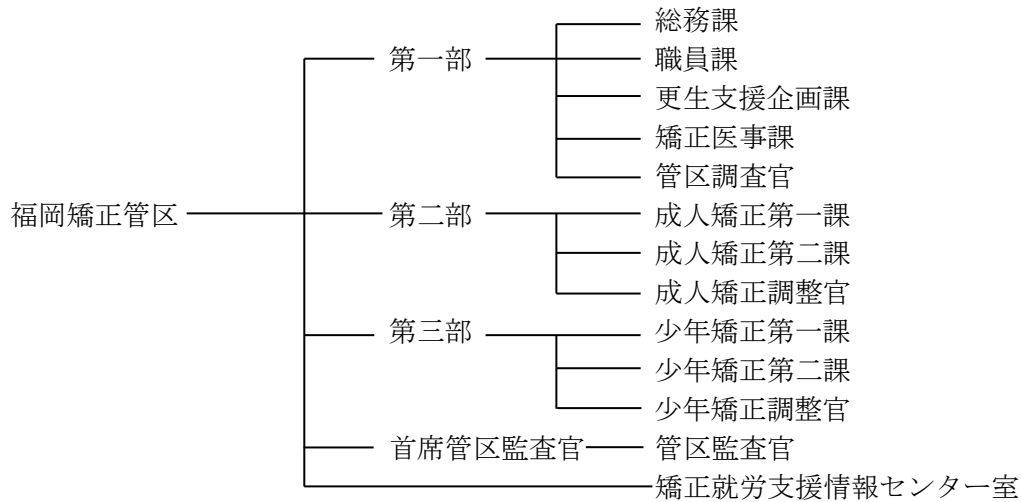 総務課
第一部 職員課
更生支援企画課
矯正医事課
管区調査官
福岡矯正管区 第二部 成人矯正第一課
成人矯正第二課
成人矯正調整官
第三部 少年矯正第一課
少年矯正第二課
少年矯正調整官
首席管区監査官 管区監査官
矯正就労支援情報センター室